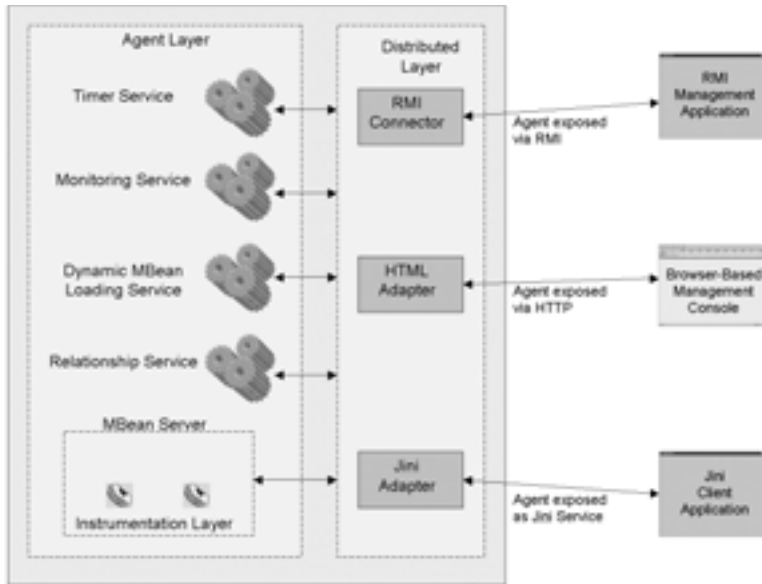 Agent Layer
Distributed
Layer
Timer Service
RMI
Connector
Agent exposed
via RMI
RMI
Management
Application
Monitoring Service
Dynamic MBean
Loading Service
HTML
Adapter
Agent exposed
via HTTP
Browser-Based
Management
Console
Relationship Service
MBean Server
Instrumentation Layer
Jini
Adapter
Agent exposed
as Jini Service
Jini
Client
Application